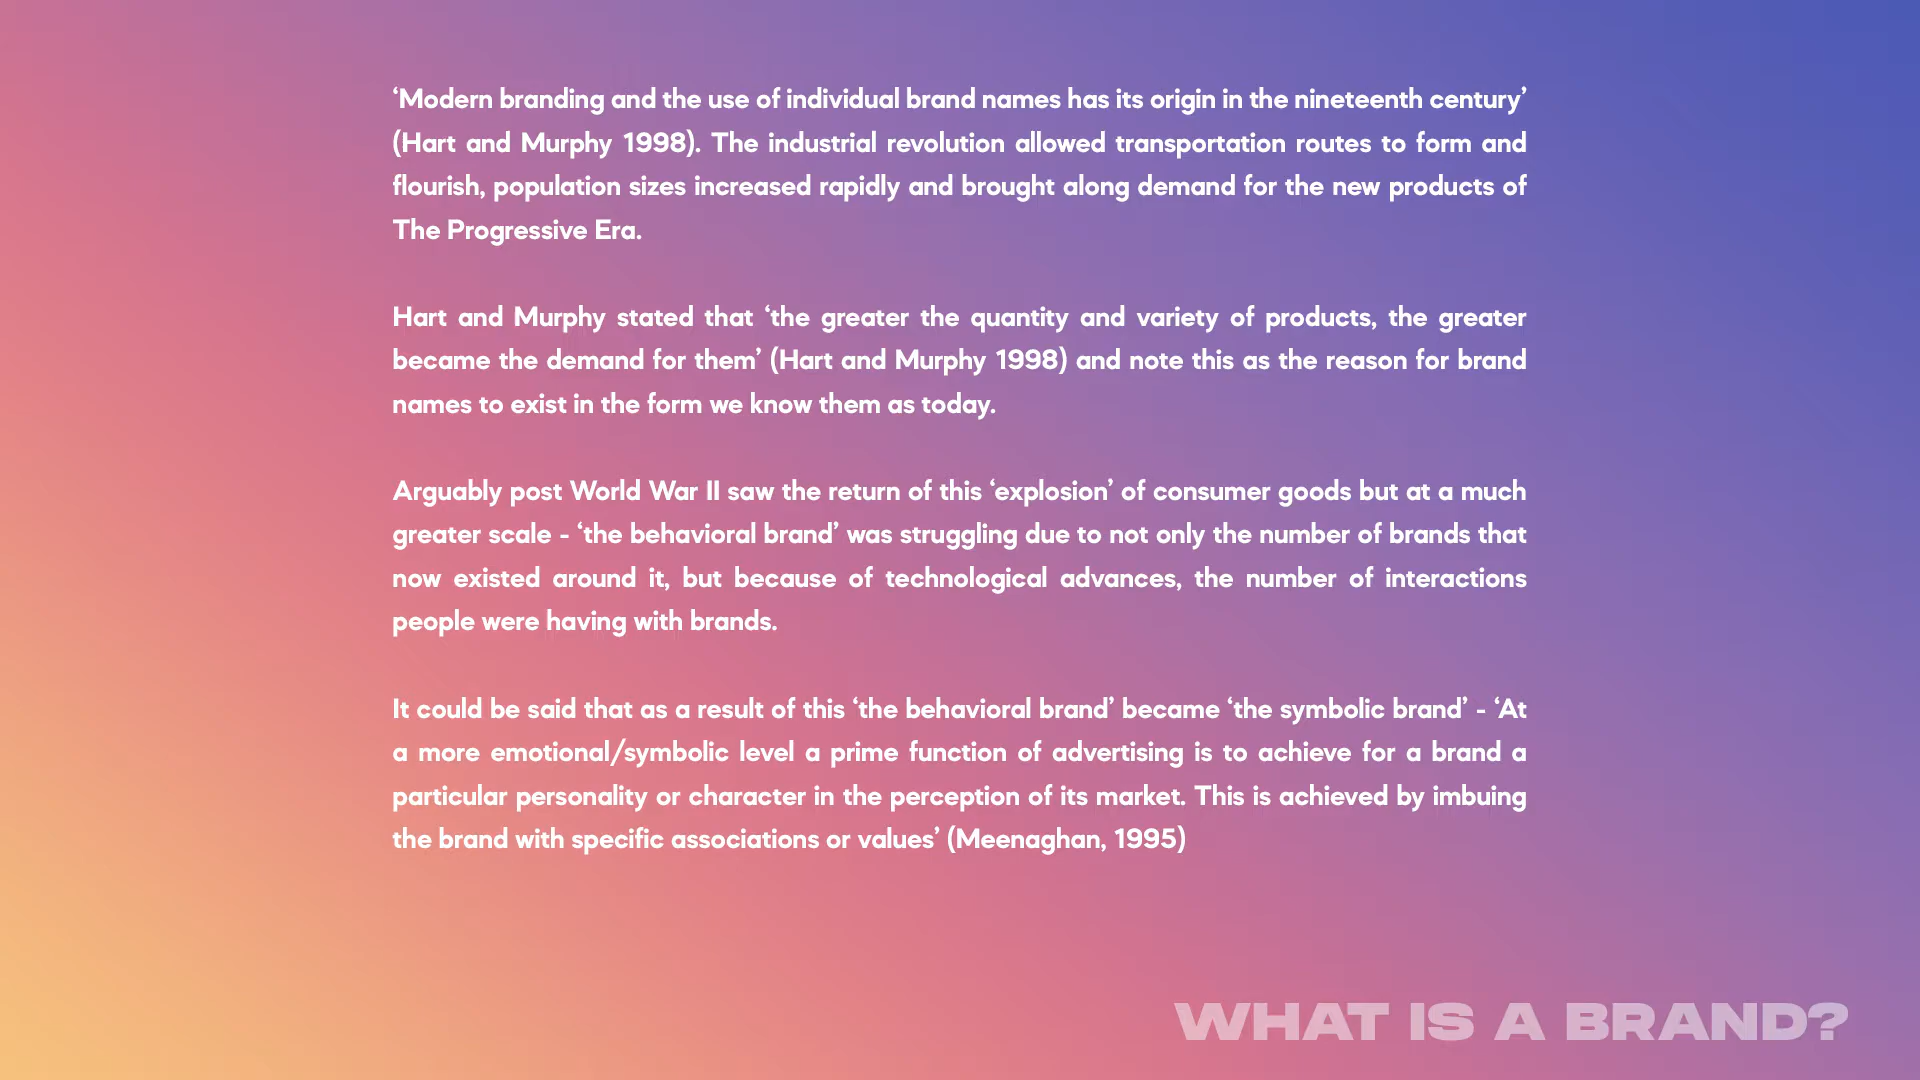 ‘Modern branding and the use of individual brand names has its origin in the nineteenth century’
(Hart and Murphy 1998). The industrial revolution allowed transportation routes to form and
flourish, population sizes increased rapidly and brought along demand for the new products of
The Progressive Era.
Hart and Murphy stated that ‘the greater the quantity and variety of products, the greater
became the demand for them’ (Hart and Murphy 1998) and note this as the reason for brand
names to exist in the form we know them as today.
Arguably post World War II saw the return of this ‘explosion’ of consumer goods but at a much
greater scale - ‘the behavioral brand’ was struggling due to not only the number of brands that
now existed around it, but because of technological advances, the number of interactions
people were having with brands.
It could be said that as a result of this ‘the behavioral brand’ became ‘the symbolic brand’ - ‘At
a more emotional/symbolic level a prime function of advertising is to achieve for a brand a
particular personality or character in the perception of its market. This is achieved by imbuing
the brand with specific associations or values’ (Meenaghan, 1995)
WHAT IS A BRAND?